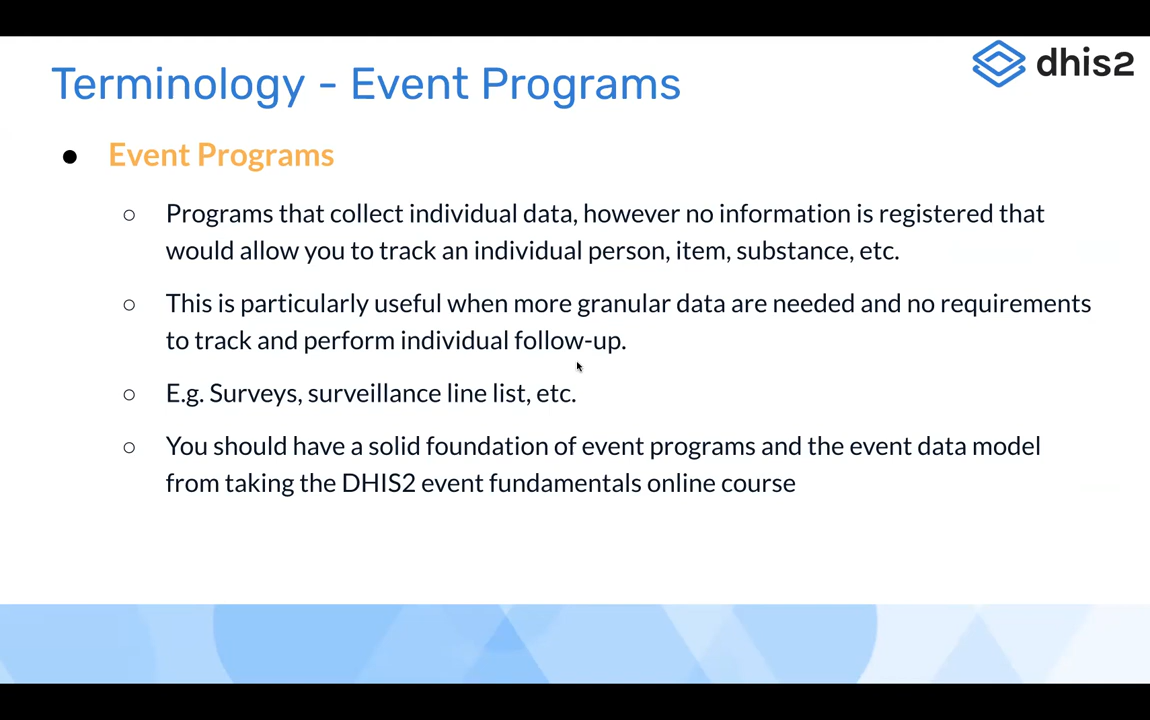 dhis2
Terminology - Event Programs
● Event Programs
○ Programs that collect individual data, however no information is registered that
would allow you to track an individual person, item, substance, etc.
○ This is particularly useful when more granular data are needed and no requirements
to track and perform individual follow-up.
○ E.g. Surveys, surveillance line list, etc.
○ You should have a solid foundation of event programs and the event data model
from taking the DHIS2 event fundamentals online course